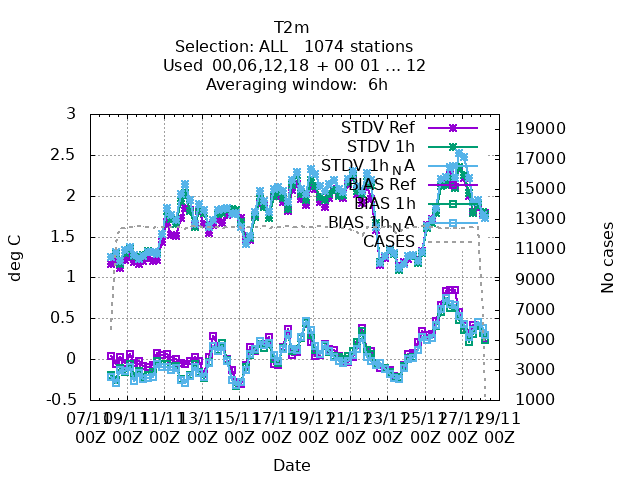 T2m
Selection: ALL   1074 stations
Used  00,06,12,18  + 00 01 ... 12
Averaging window:  6h
3
2.5
2
1.5
1
0.5
0
-0.5
deg C
STDV Ref
STDV 1h
STDV 1h_NA
BIAS Ref
BIAS 1h
BIAS 1h_NA
CASES
19000
17000
15000
13000
11000
9000
7000
5000
3000
1000
No cases
07/11 09/11 11/11 13/11 15/11 17/11 19/11 21/11 23/11 25/11 27/11 29/11
00Z 00Z 00Z 00Z 00Z 00Z 00Z 00Z 00Z 00Z 00Z 00Z
Date